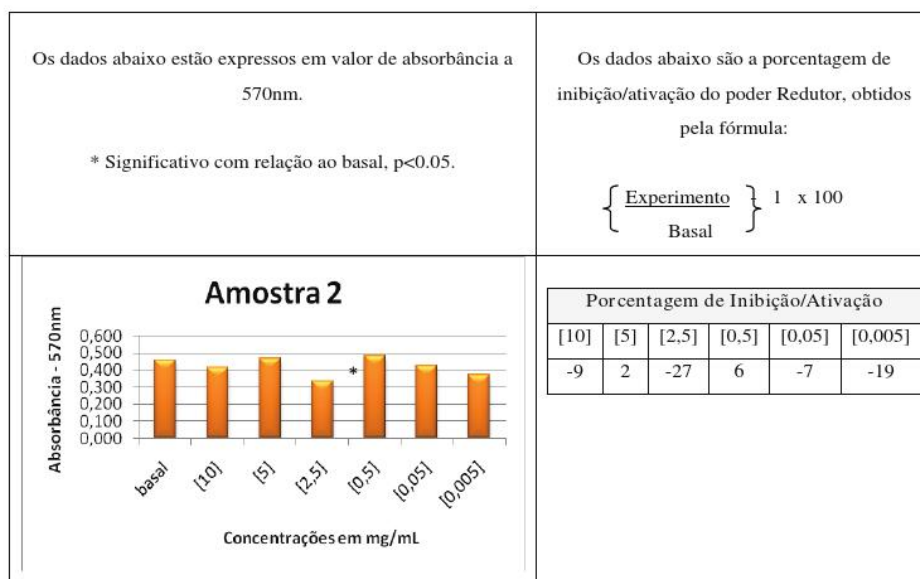 Os dados abaixo estão expressos em valor de absorbância a
570nm.
* Significativo com relação ao basal, p<0.05.
Os dados abaixo são a porcentagem de
inibição/ativação do poder Redutor, obtidos
pela fórmula:
{ Experimento } - 1 x 100
Basal
Amostra 2
Absorbância - 570nm
0,600
0,500
0,400
0,300
0,200
0,100
0,000
*
basal [10] [5] [2,5] [0,5] [0,05] [0,005]
Concentrações em mg/mL
Porcentagem de Inibição/Ativação
[10] [5] [2,5] [0,5] [0,05] [0,005]
-9 2 -27 6 -7 -19